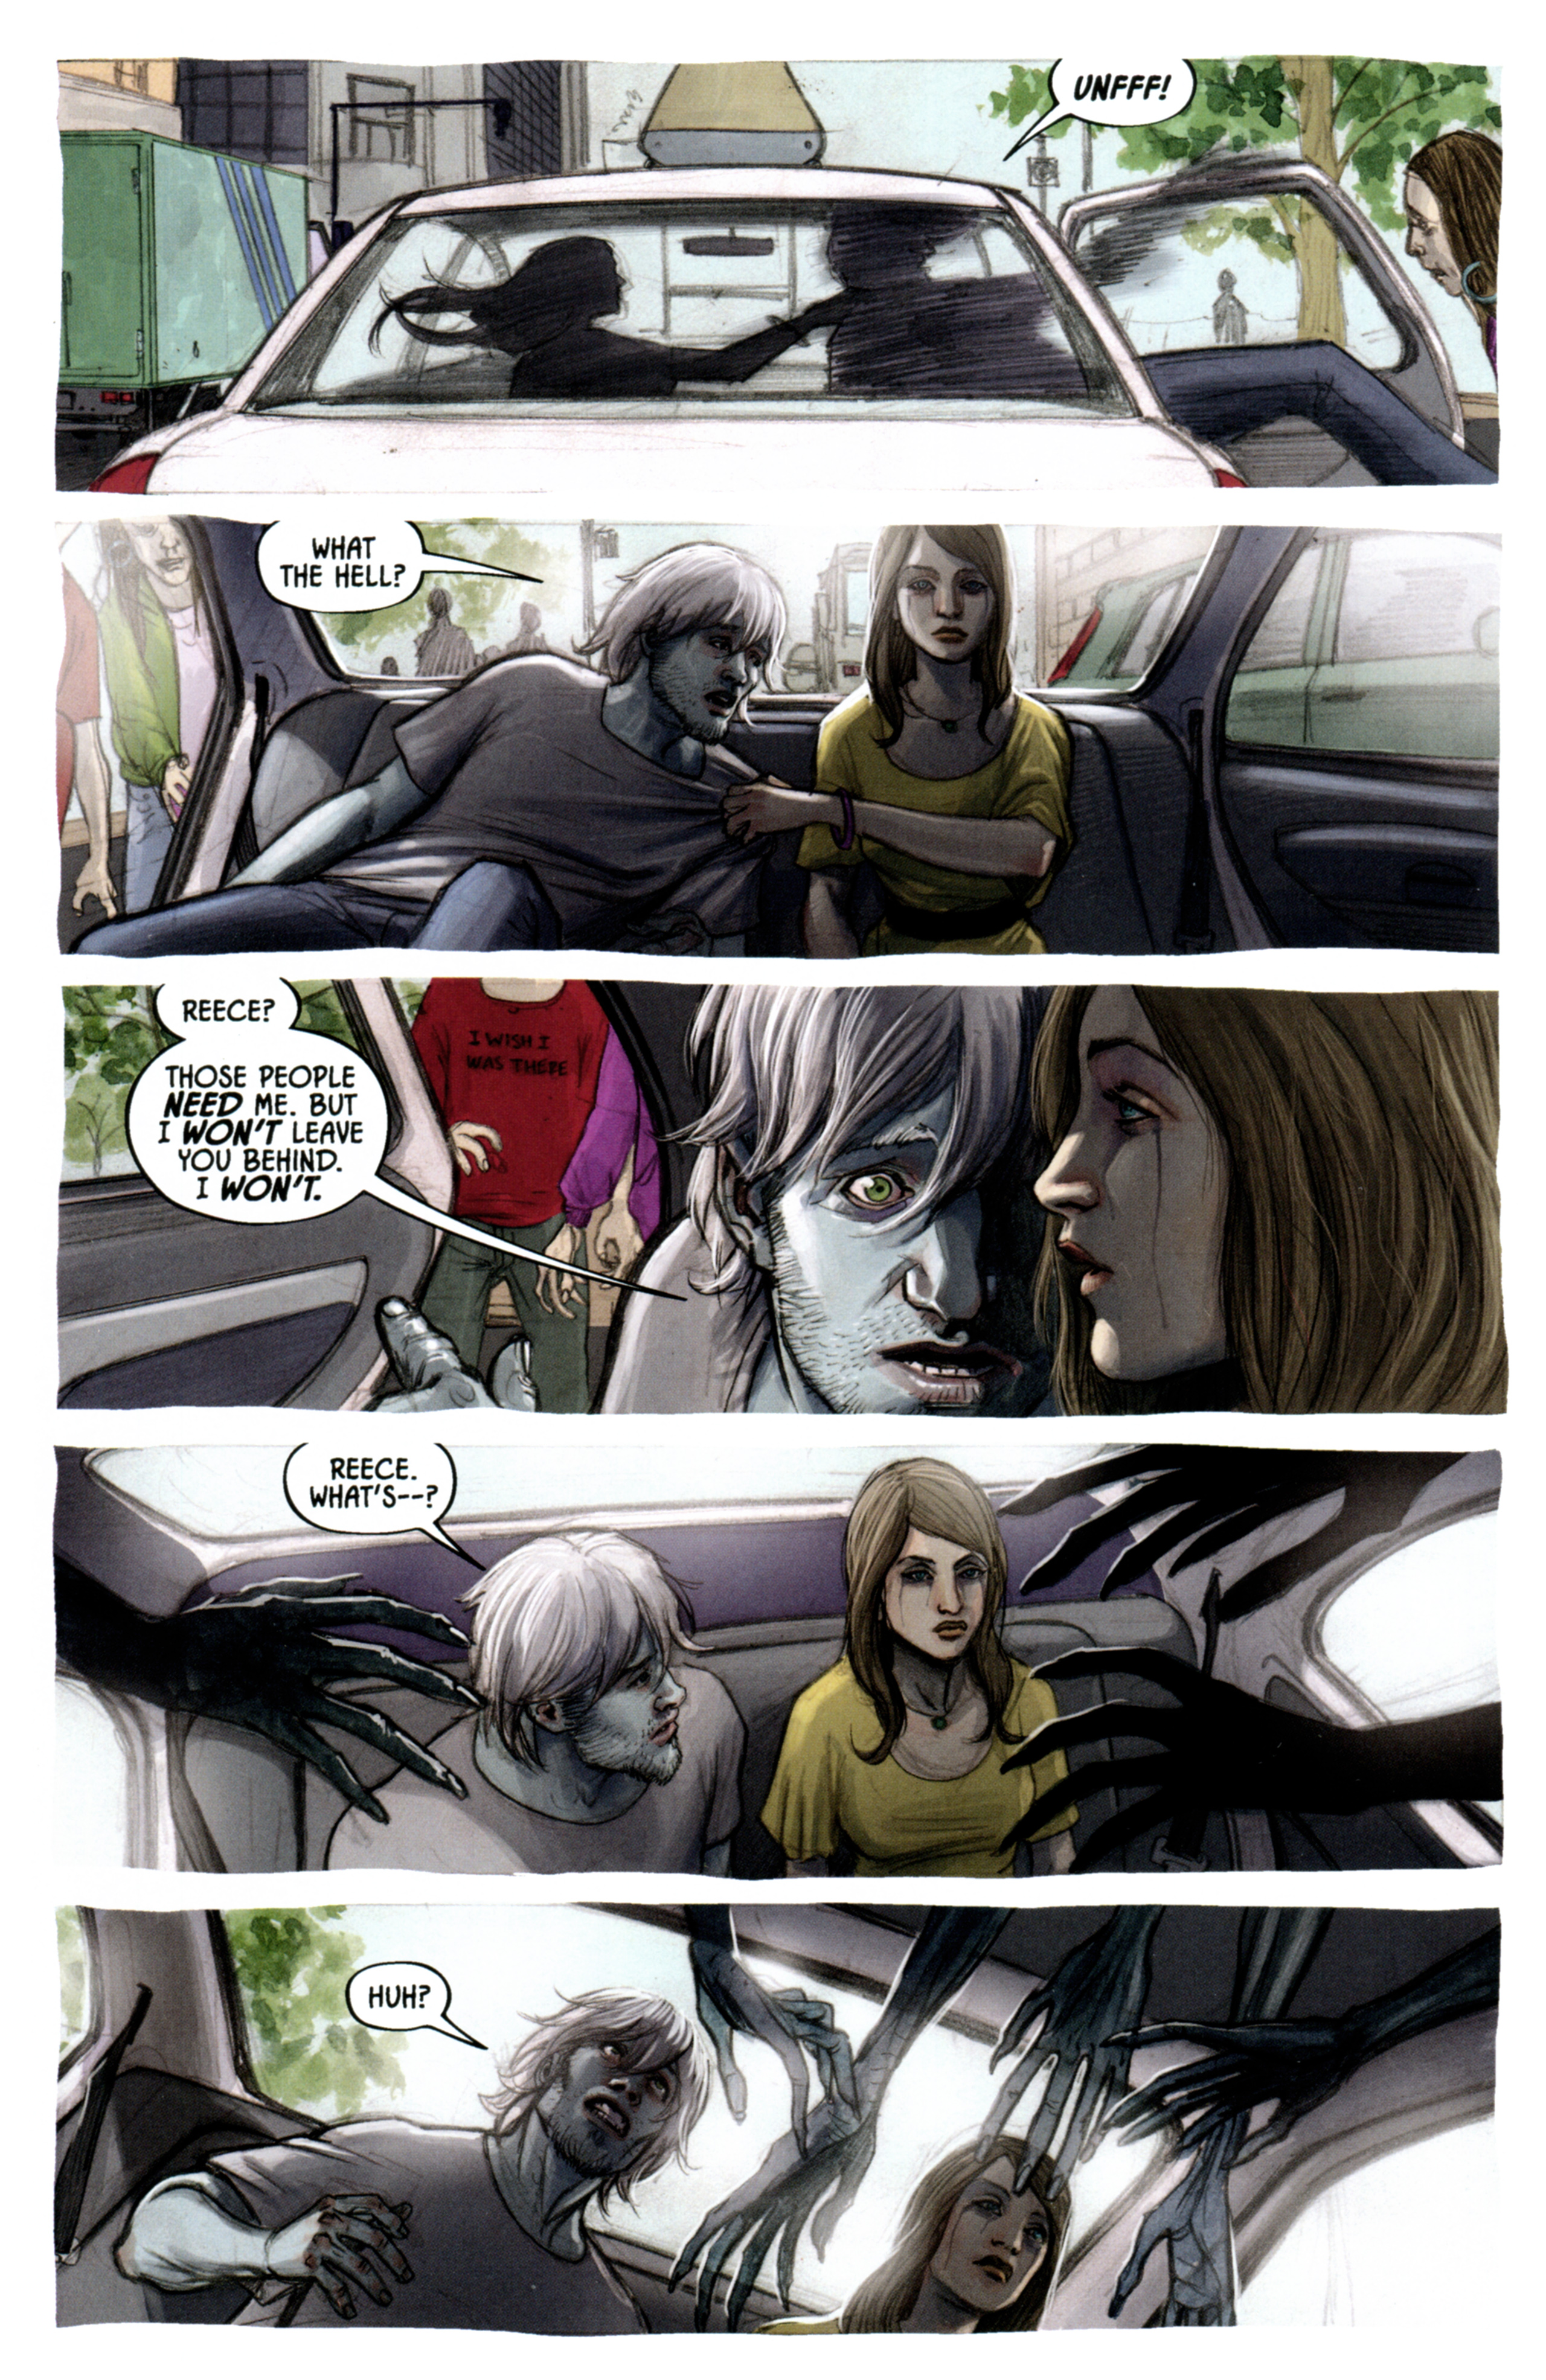 UNFFF!
WHAT
THE HELL?
REECE?
THOSE PEOPLE
NEED ME. BUT
I WON'T LEAVE
YOU BEHIND.
I WON'T.
I WISH I
WAS THERE
REECE.
WHAT'S--?
HUH?